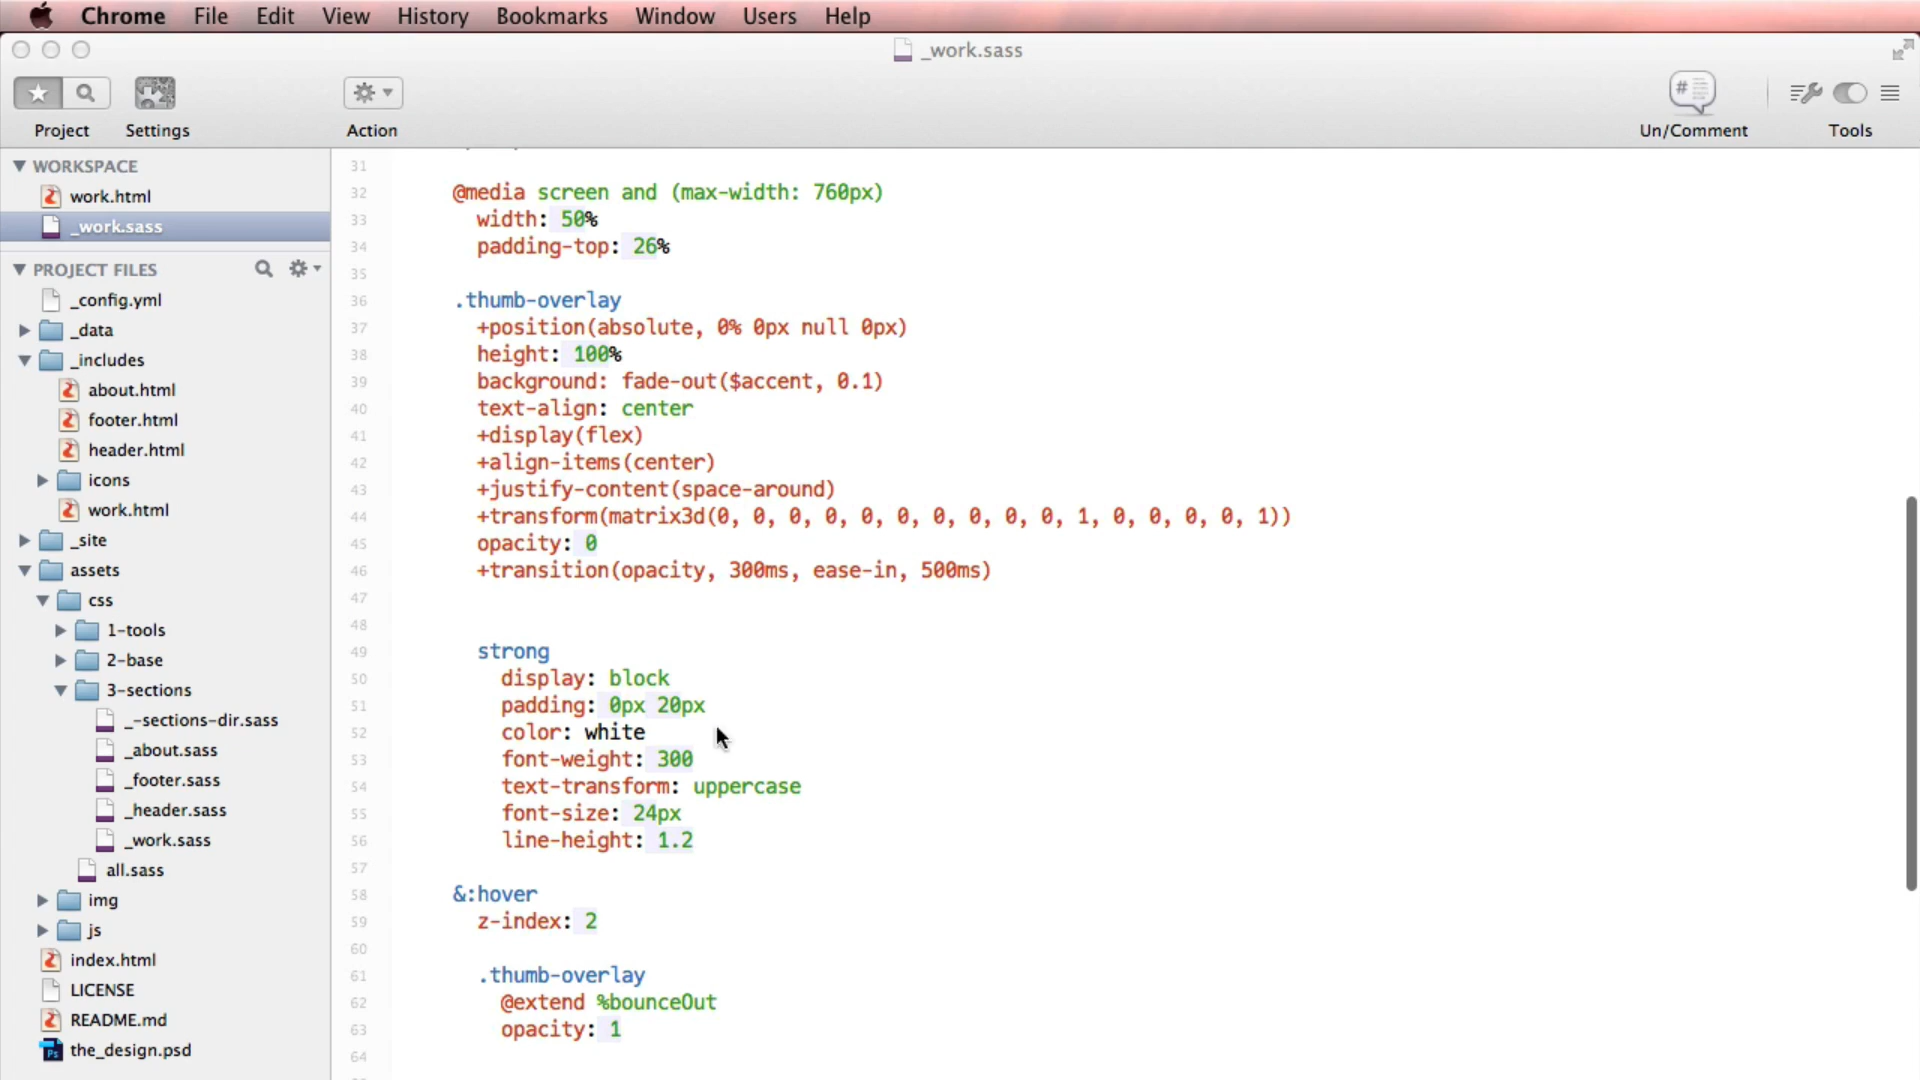 Chrome File Edit View History Bookmarks Window Users Help
_work.sass
Project Settings Action Un/Comment Tools
WORKSPACE
work.html
_work.sass
PROJECT FILES
_config.yml
_data
_includes
about.html
footer.html
header.html
icons
work.html
_site
assets
css
1-tools
2-base
3-sections
_-sections-dir.sass
_about.sass
_footer.sass
_header.sass
_work.sass
all.sass
img
js
index.html
LICENSE
README.md
Ps the_design.psd
31
32 @media screen and (max-width: 760px)
33 width: 50%
34 padding-top: 26%
35
36 .thumb-overlay
37 +position(absolute, 0% 0px null 0px)
38 height: 100%
39 background: fade-out($accent, 0.1)
40 text-align: center
41 +display(flex)
42 +align-items(center)
43 +justify-content(space-around)
44 +transform(matrix3d(0, 0, 0, 0, 0, 0, 0, 0, 0, 0, 1, 0, 0, 0, 0, 1))
45 opacity: 0
46 +transition(opacity, 300ms, ease-in, 500ms)
47
48
49 strong
50 display: block
51 padding: 0px 20px
52 color: white
53 font-weight: 300
54 text-transform: uppercase
55 font-size: 24px
56 line-height: 1.2
57
58 &:hover
59 z-index: 2
60
61 .thumb-overlay
62 @extend %bounceOut
63 opacity: 1
64